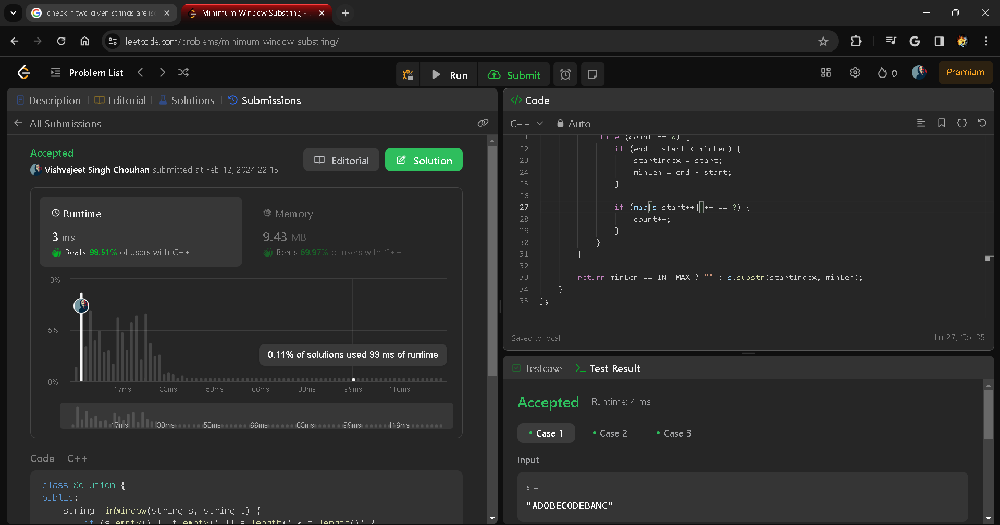 check if two given strings are is
Minimum Window Substring -
leetcode.com/problems/minimum-window-substring/
Problem List
Run
Submit
0
Premium
Description
Editorial
Solutions
Submissions
All Submissions
Accepted
Vishvajeet Singh Chouhan submitted at Feb 12, 2024 22:15
Editorial
Solution
Runtime
3 ms
Beats 98.51% of users with C++
Memory
9.43 MB
Beats 69.97% of users with C++
10%
5%
0%
0.11% of solutions used 99 ms of runtime
17ms 33ms 50ms 66ms 83ms 99ms 116ms
17ms 33ms 50ms 66ms 83ms 99ms 116ms
Code C++
class Solution {
public:
string minWindow(string s, string t) {
if (s.empty() || t.empty() || s.length() < t.length()) {
</> Code
C++ Auto
21 while (count == 0) {
22 if (end - start < minLen) {
23 startIndex = start;
24 minLen = end - start;
25 }
26
27 if (map[s[start++]]++ == 0) {
28 count++;
29 }
30 }
31 }
32
33 return minLen == INT_MAX ? "" : s.substr(startIndex, minLen);
34 }
35 };
Saved to local
Ln 27, Col 35
Testcase
Test Result
Accepted Runtime: 4 ms
Case 1 Case 2 Case 3
Input
s =
"ADOBECODEBANC"